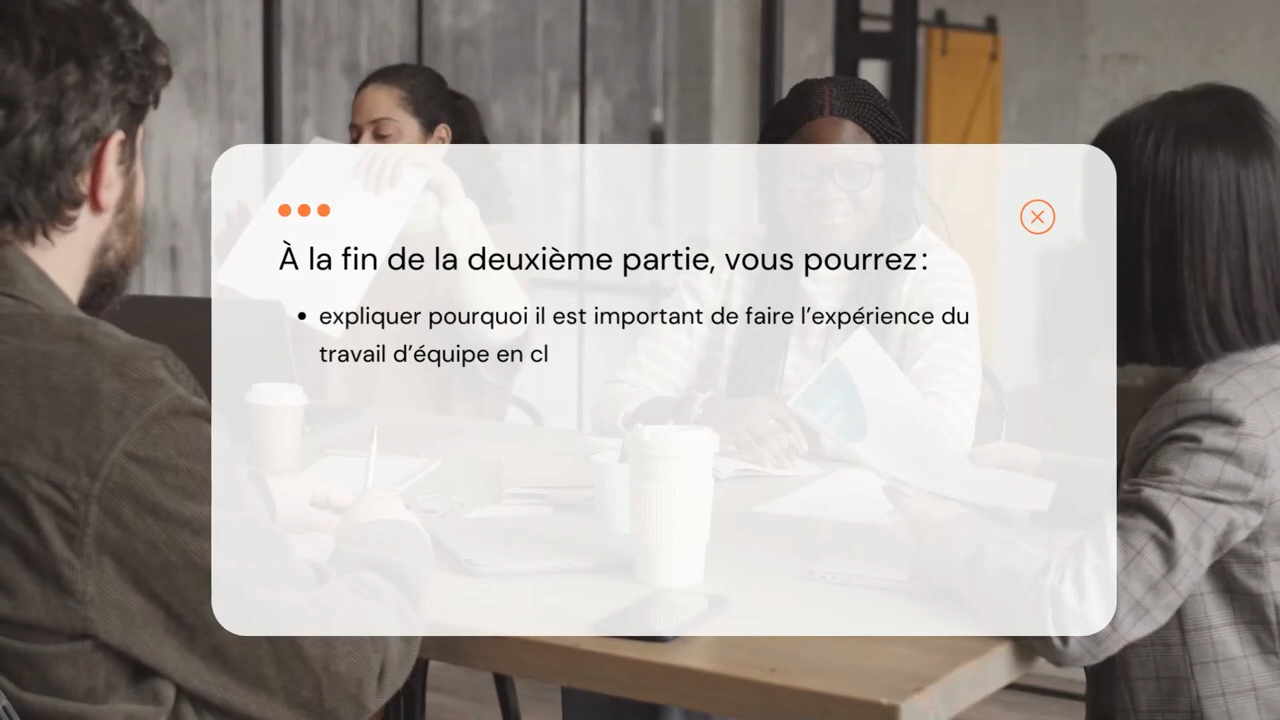 À la fin de la deuxième partie, vous pourrez :
• expliquer pourquoi il est important de faire l’expérience du
travail d’équipe en cl